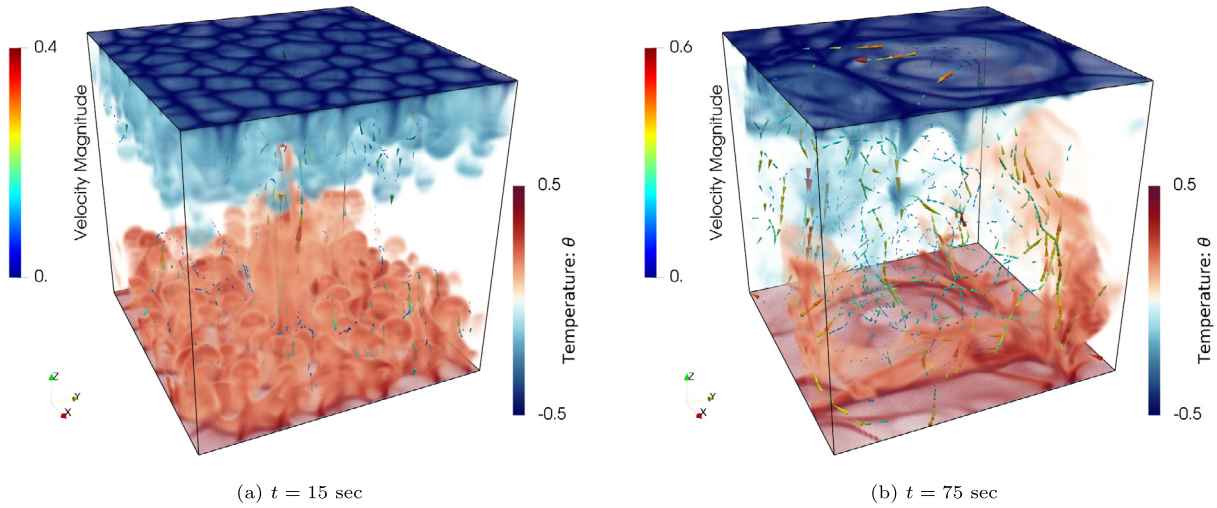 0.4
0.
Velocity Magnitude
0.5
-0.5
Temperature: θ
Z
Y
X
(a) t = 15 sec
0.6
0.
Velocity Magnitude
0.5
-0.5
Temperature: θ
Z
Y
X
(b) t = 75 sec